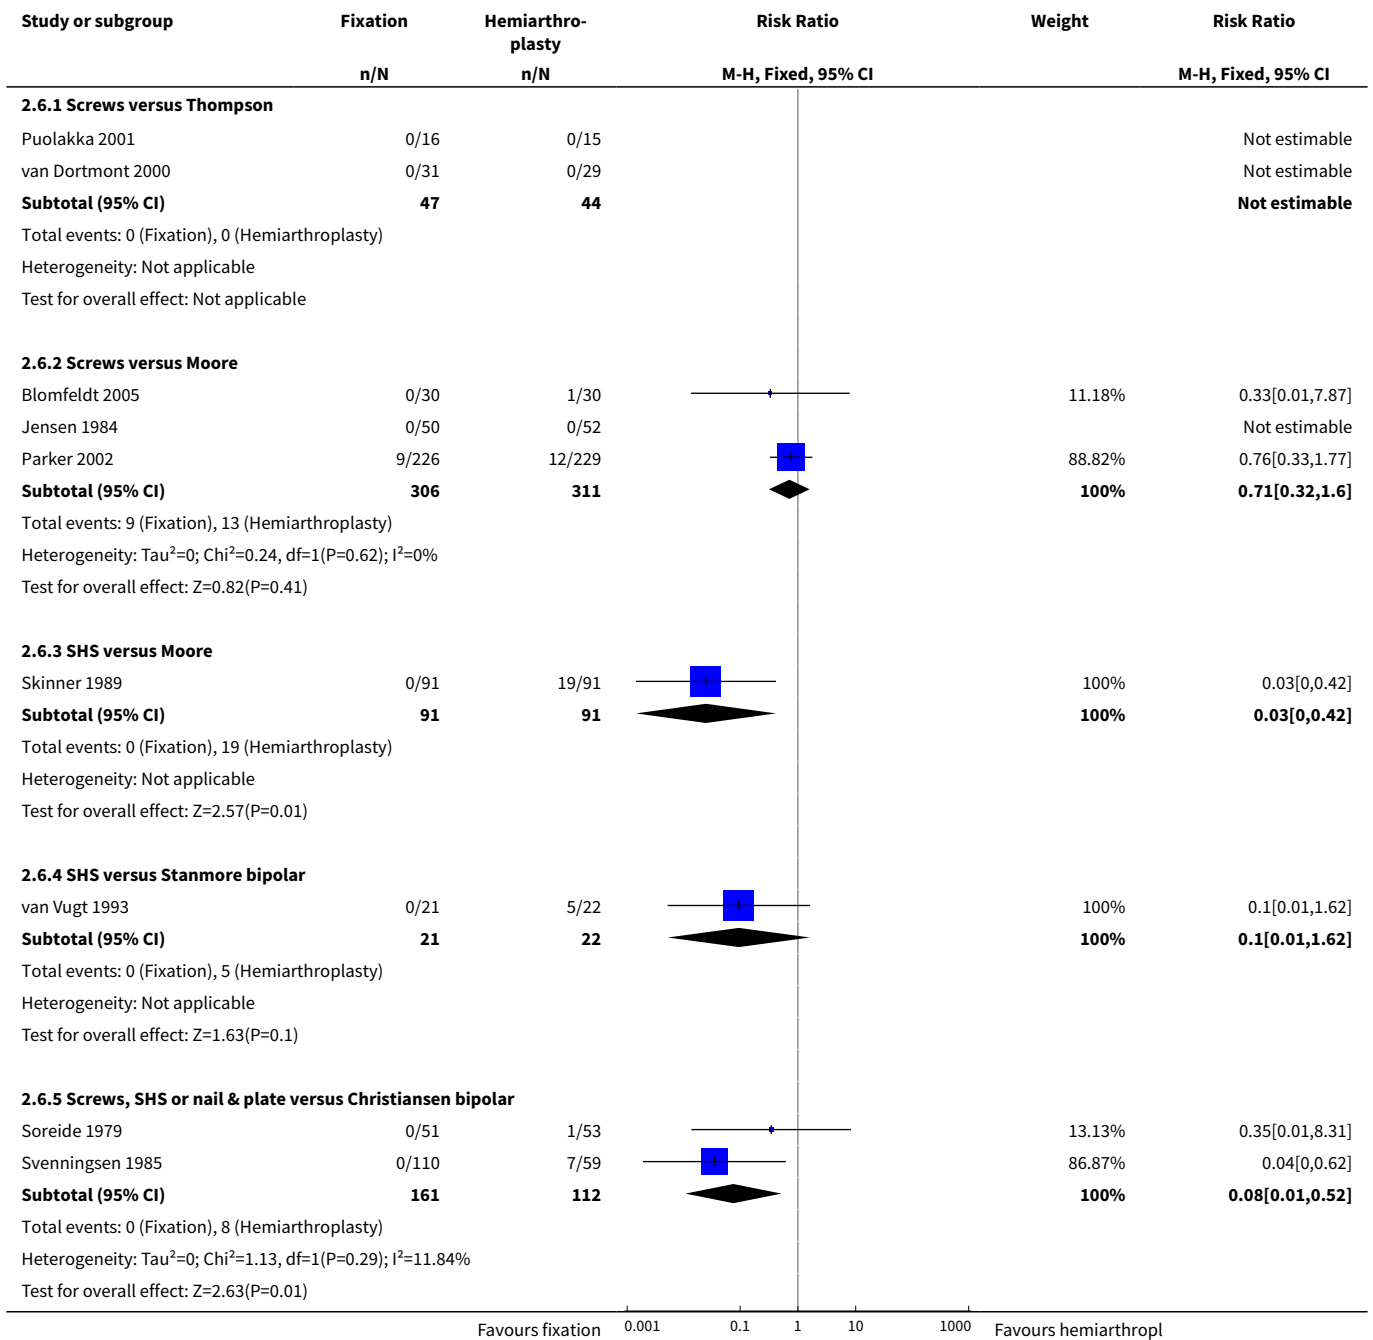 Study or subgroup Fixation Hemiarthro- Risk Ratio Weight Risk Ratio
plasty
n/N n/N M-H, Fixed, 95% CI M-H, Fixed, 95% CI
2.6.1 Screws versus Thompson
Puolakka 2001 0/16 0/15 Not estimable
van Dortmont 2000 0/31 0/29 Not estimable
Subtotal (95% CI) 47 44 Not estimable
Total events: 0 (Fixation), 0 (Hemiarthroplasty)
Heterogeneity: Not applicable
Test for overall effect: Not applicable
2.6.2 Screws versus Moore
Blomfeldt 2005 0/30 1/30 11.18% 0.33[0.01,7.87]
Jensen 1984 0/50 0/52 Not estimable
Parker 2002 9/226 12/229 88.82% 0.76[0.33,1.77]
Subtotal (95% CI) 306 311 100% 0.71[0.32,1.6]
Total events: 9 (Fixation), 13 (Hemiarthroplasty)
Heterogeneity: Tau²=0; Chi²=0.24, df=1(P=0.62); I²=0%
Test for overall effect: Z=0.82(P=0.41)
2.6.3 SHS versus Moore
Skinner 1989 0/91 19/91 100% 0.03[0,0.42]
Subtotal (95% CI) 91 91 100% 0.03[0,0.42]
Total events: 0 (Fixation), 19 (Hemiarthroplasty)
Heterogeneity: Not applicable
Test for overall effect: Z=2.57(P=0.01)
2.6.4 SHS versus Stanmore bipolar
van Vugt 1993 0/21 5/22 100% 0.1[0.01,1.62]
Subtotal (95% CI) 21 22 100% 0.1[0.01,1.62]
Total events: 0 (Fixation), 5 (Hemiarthroplasty)
Heterogeneity: Not applicable
Test for overall effect: Z=1.63(P=0.1)
2.6.5 Screws, SHS or nail & plate versus Christiansen bipolar
Soreide 1979 0/51 1/53 13.13% 0.35[0.01,8.31]
Svenningsen 1985 0/110 7/59 86.87% 0.04[0,0.62]
Subtotal (95% CI) 161 112 100% 0.08[0.01,0.52]
Total events: 0 (Fixation), 8 (Hemiarthroplasty)
Heterogeneity: Tau²=0; Chi²=1.13, df=1(P=0.29); I²=11.84%
Test for overall effect: Z=2.63(P=0.01)
Favours fixation 0.001 0.1 1 10 1000 Favours hemiarthropl